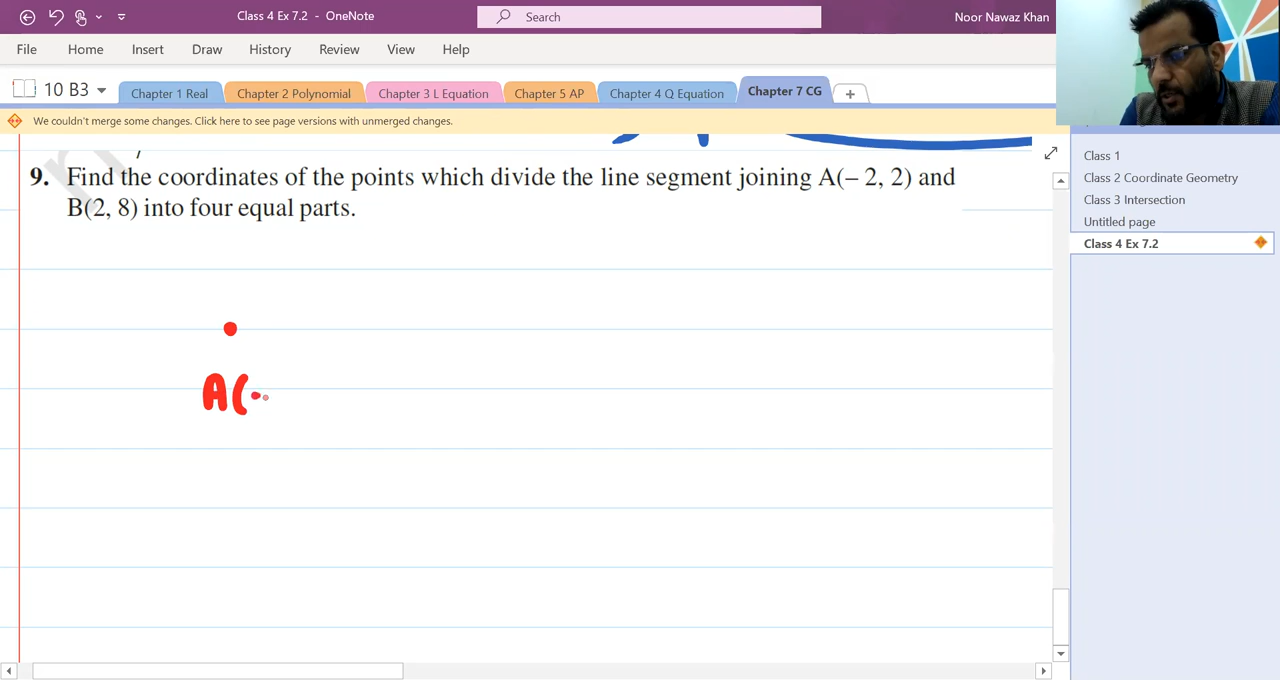 Class 4 Ex 7.2 - OneNote
Search
Noor Nawaz Khan
File Home Insert Draw History Review View Help
10 B3
Chapter 1 Real
Chapter 2 Polynomial
Chapter 3 L Equation
Chapter 5 AP
Chapter 4 Q Equation
Chapter 7 CG
We couldn't merge some changes. Click here to see page versions with unmerged changes.
9. Find the coordinates of the points which divide the line segment joining A(– 2, 2) and
B(2, 8) into four equal parts.
A(-
Class 1
Class 2 Coordinate Geometry
Class 3 Intersection
Untitled page
Class 4 Ex 7.2